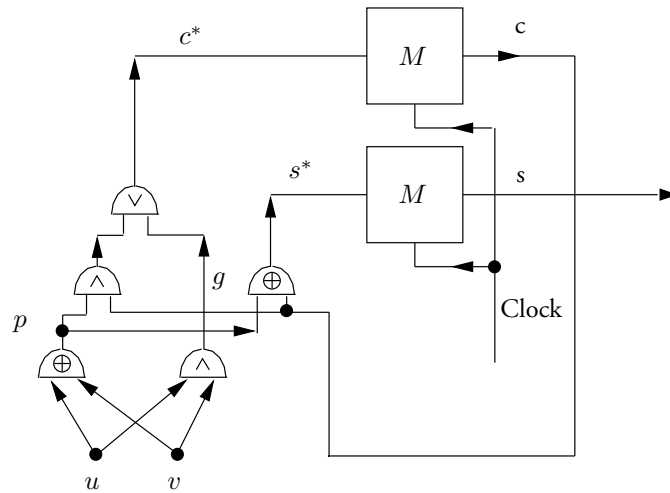 c* M c
s* M s
∨
∧ g ⊕
Clock
p
⊕ ∧
u v